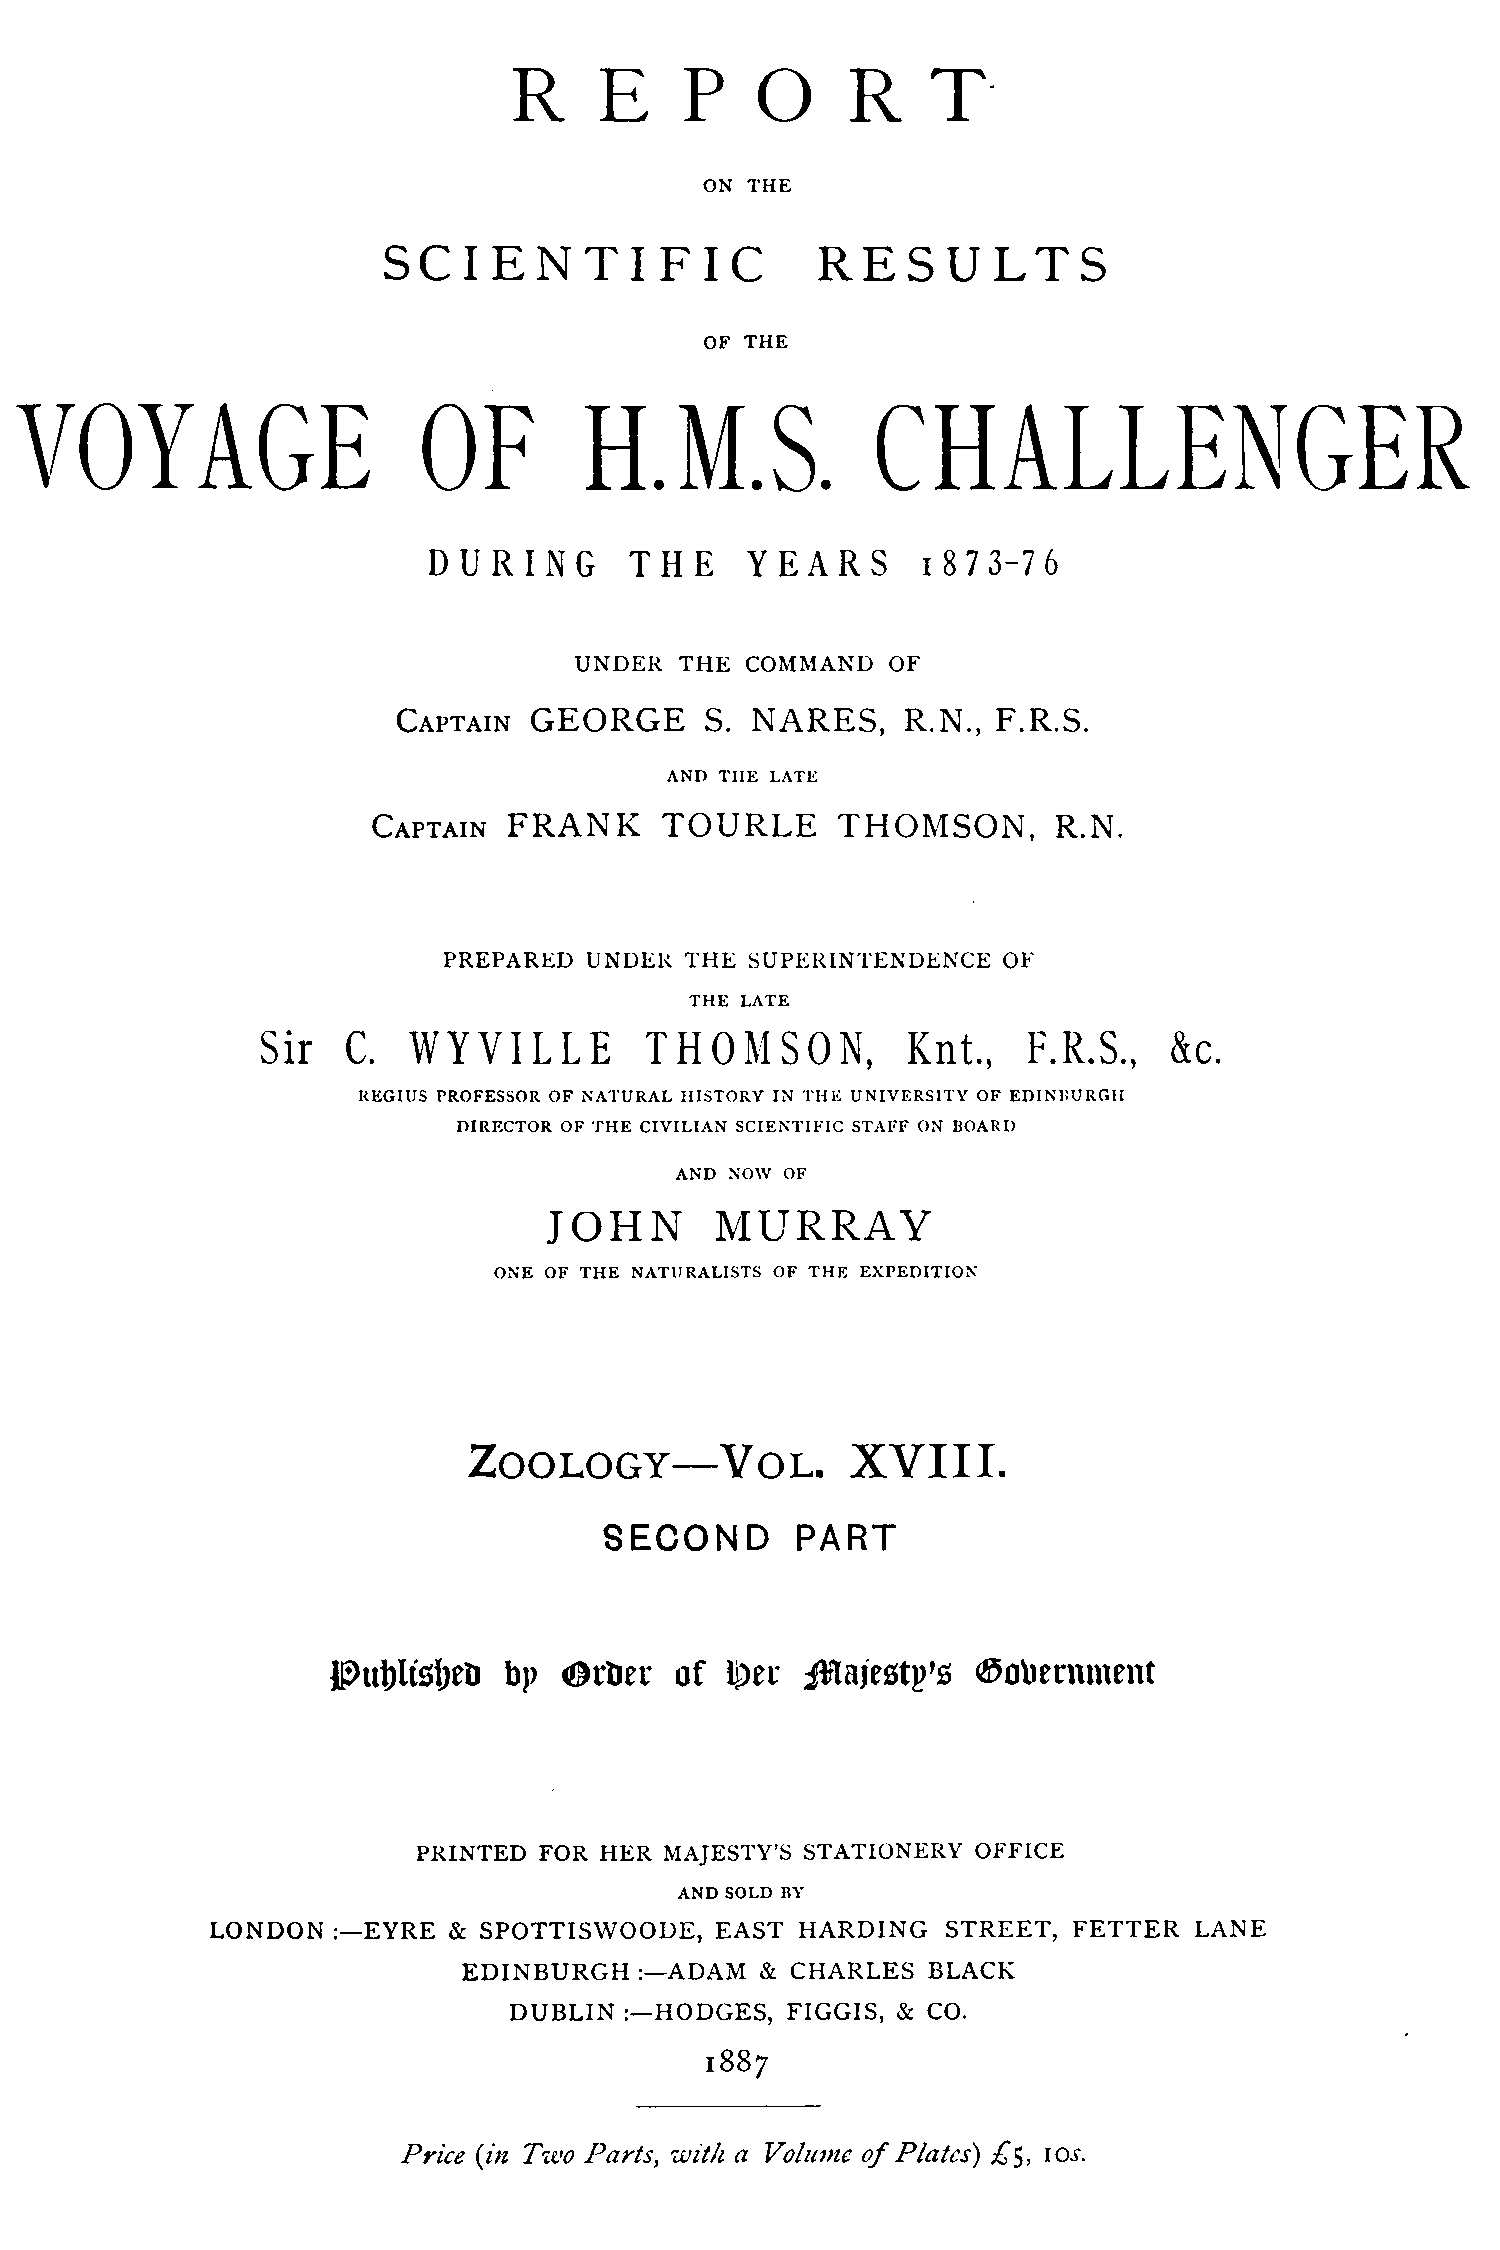 REPORT
ON THE
SCIENTIFIC RESULTS
OF THE
VOYAGE OF H.M.S. CHALLENGER
DURING THE YEARS 1873-76
UNDER THE COMMAND OF
CAPTAIN GEORGE S. NARES, R.N., F.R.S.
AND THE LATE
CAPTAIN FRANK TOURLE THOMSON, R.N.
PREPARED UNDER THE SUPERINTENDENCE OF
THE LATE
Sir C. WYVILLE THOMSON, Knt., F.R.S., &c.
REGIUS PROFESSOR OF NATURAL HISTORY IN THE UNIVERSITY OF EDINBURGH
DIRECTOR OF THE CIVILIAN SCIENTIFIC STAFF ON BOARD
AND NOW OF
JOHN MURRAY
ONE OF THE NATURALISTS OF THE EXPEDITION
ZOOLOGY—VOL. XVIII.
SECOND PART
Published by Order of Her Majesty's Government
PRINTED FOR HER MAJESTY'S STATIONERY OFFICE
AND SOLD BY
LONDON :—EYRE & SPOTTISWOODE, EAST HARDING STREET, FETTER LANE
EDINBURGH :—ADAM & CHARLES BLACK
DUBLIN :—HODGES, FIGGIS, & CO.
1887
Price (in Two Parts, with a Volume of Plates) £5, 10s.